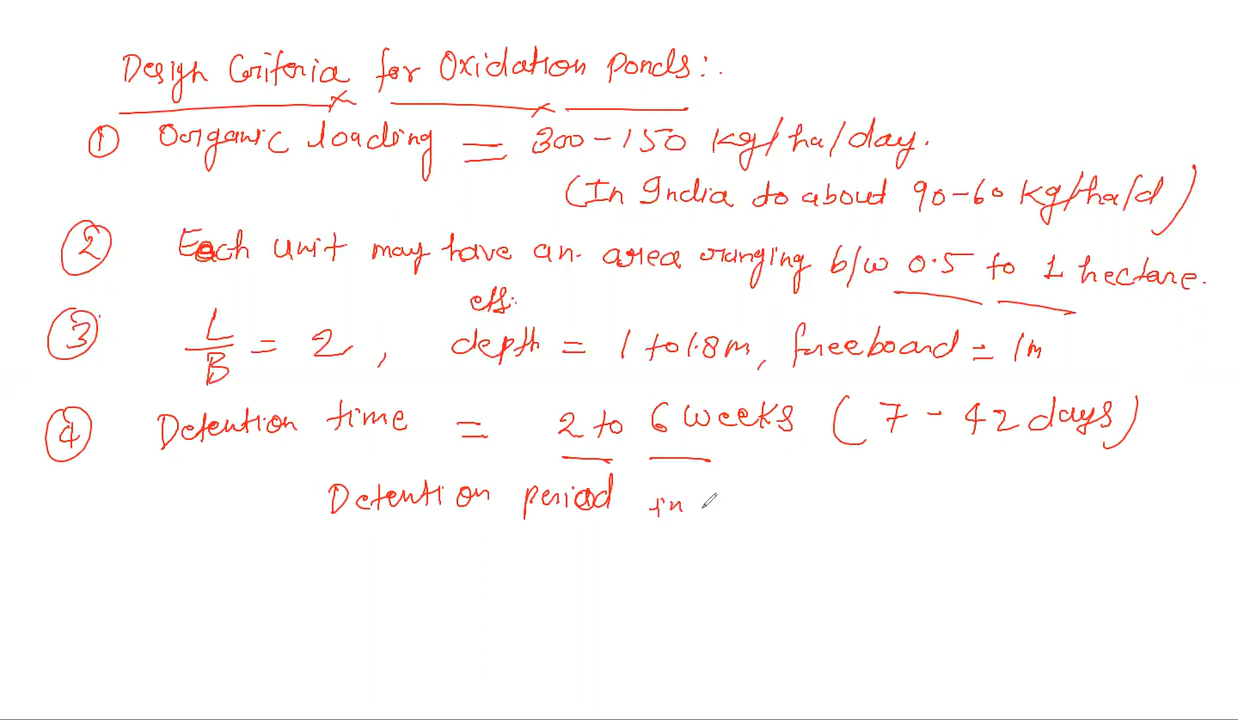 Design Criteria for Oxidation Ponds:.
① Oorganic loading = 300-150 kg/ha/day.
(In India to about 90-60 kg/ha/d)
② Each unit may have an. area ranging b/w 0.5 to 1 hectare.
eff.
③ L/B = 2, depth = 1 to 1.8m, freeboard = 1m
④ Detention time = 2 to 6 weeks (7 - 42 days)
Detention period in